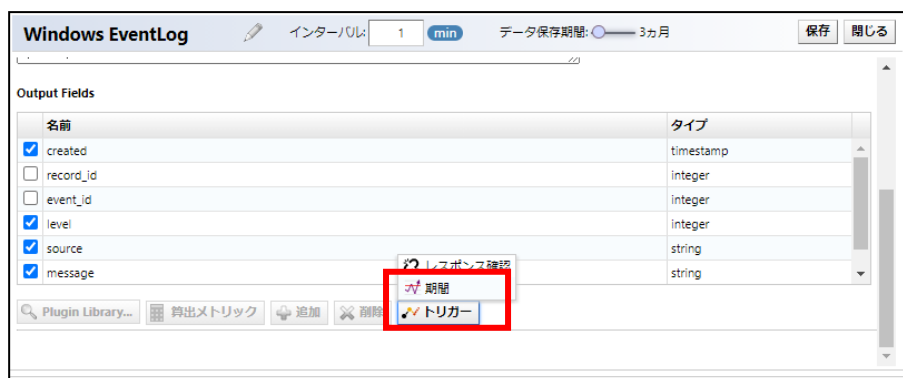 Windows EventLog インターバル: 1 min データ保存期間: 3ヵ月 保存 閉じる
Output Fields
名前 タイプ
created timestamp
record_id integer
event_id integer
level integer
source string
message string
レスポンス確認
期間
Plugin Library... 算出メトリック 追加 削除 トリガー